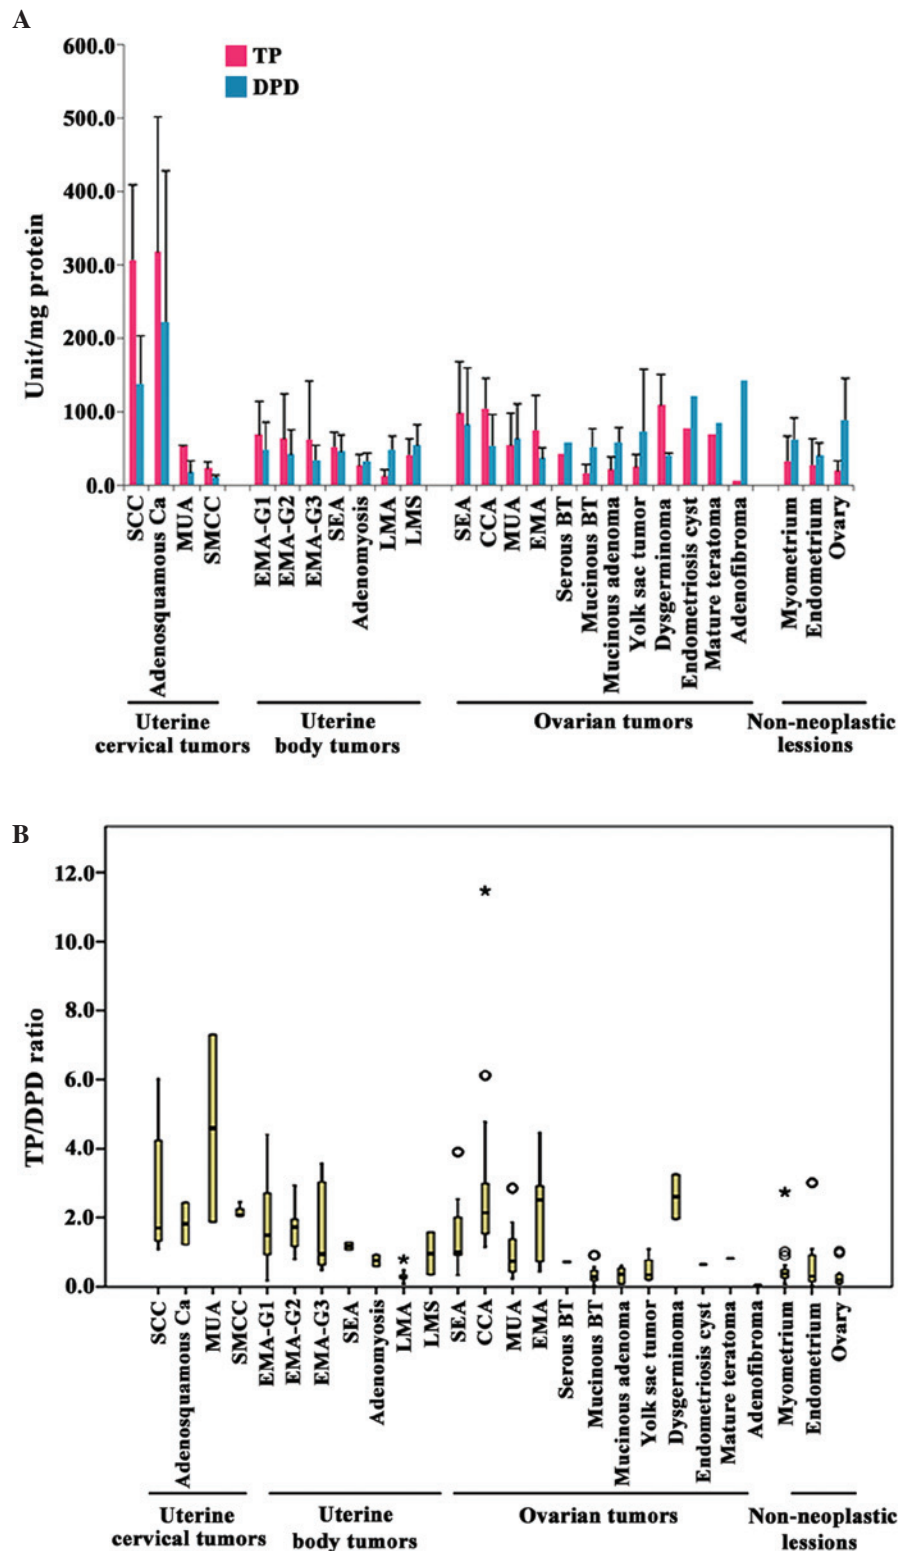 A
600.0
500.0
400.0
300.0
200.0
100.0
0.0
Unit/mg protein
TP
DPD
SCC
Adenosquamous Ca
MUA
SMCC
EMA-G1
EMA-G2
EMA-G3
SEA
Adenomyosis
LMA
LMS
SEA
CCA
MUA
EMA
Serous BT
Mucinous BT
Mucinous adenoma
Yolk sac tumor
Dysgerminoma
Endometriosis cyst
Mature teratoma
Adenofibroma
Myometrium
Endometrium
Ovary
Uterine
cervical tumors
Uterine
body tumors
Ovarian tumors
Non-neoplastic
lessions
B
12.0
10.0
8.0
6.0
4.0
2.0
0.0
TP/DPD ratio
SCC
Adenosquamous Ca
MUA
SMCC
EMA-G1
EMA-G2
EMA-G3
SEA
Adenomyosis
LMA
LMS
SEA
CCA
MUA
EMA
Serous BT
Mucinous BT
Mucinous adenoma
Yolk sac tumor
Dysgerminoma
Endometriosis cyst
Mature teratoma
Adenofibroma
Myometrium
Endometrium
Ovary
Uterine
cervical tumors
Uterine
body tumors
Ovarian tumors
Non-neoplastic
lessions